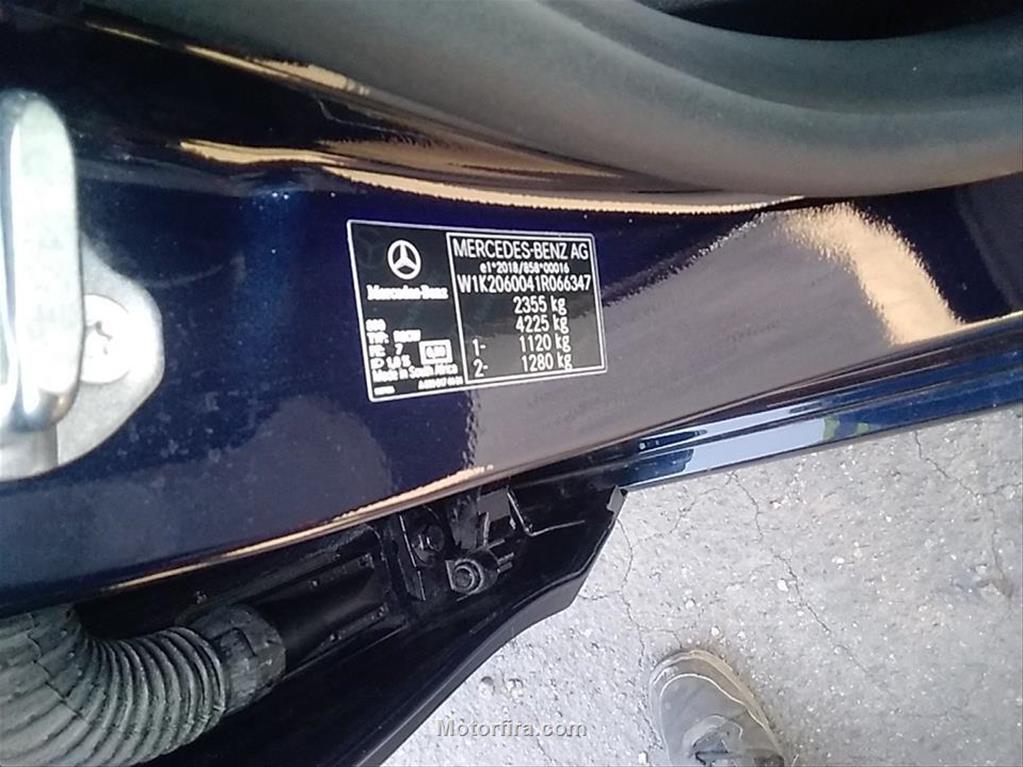 MERCEDES-BENZ AG
e1*2018/858*00016
W1K2060041R066347
2355 kg
4225 kg
1- 1120 kg
2- 1280 kg
Mercedes-Benz
7
Made in South Africa
Motorfira.com